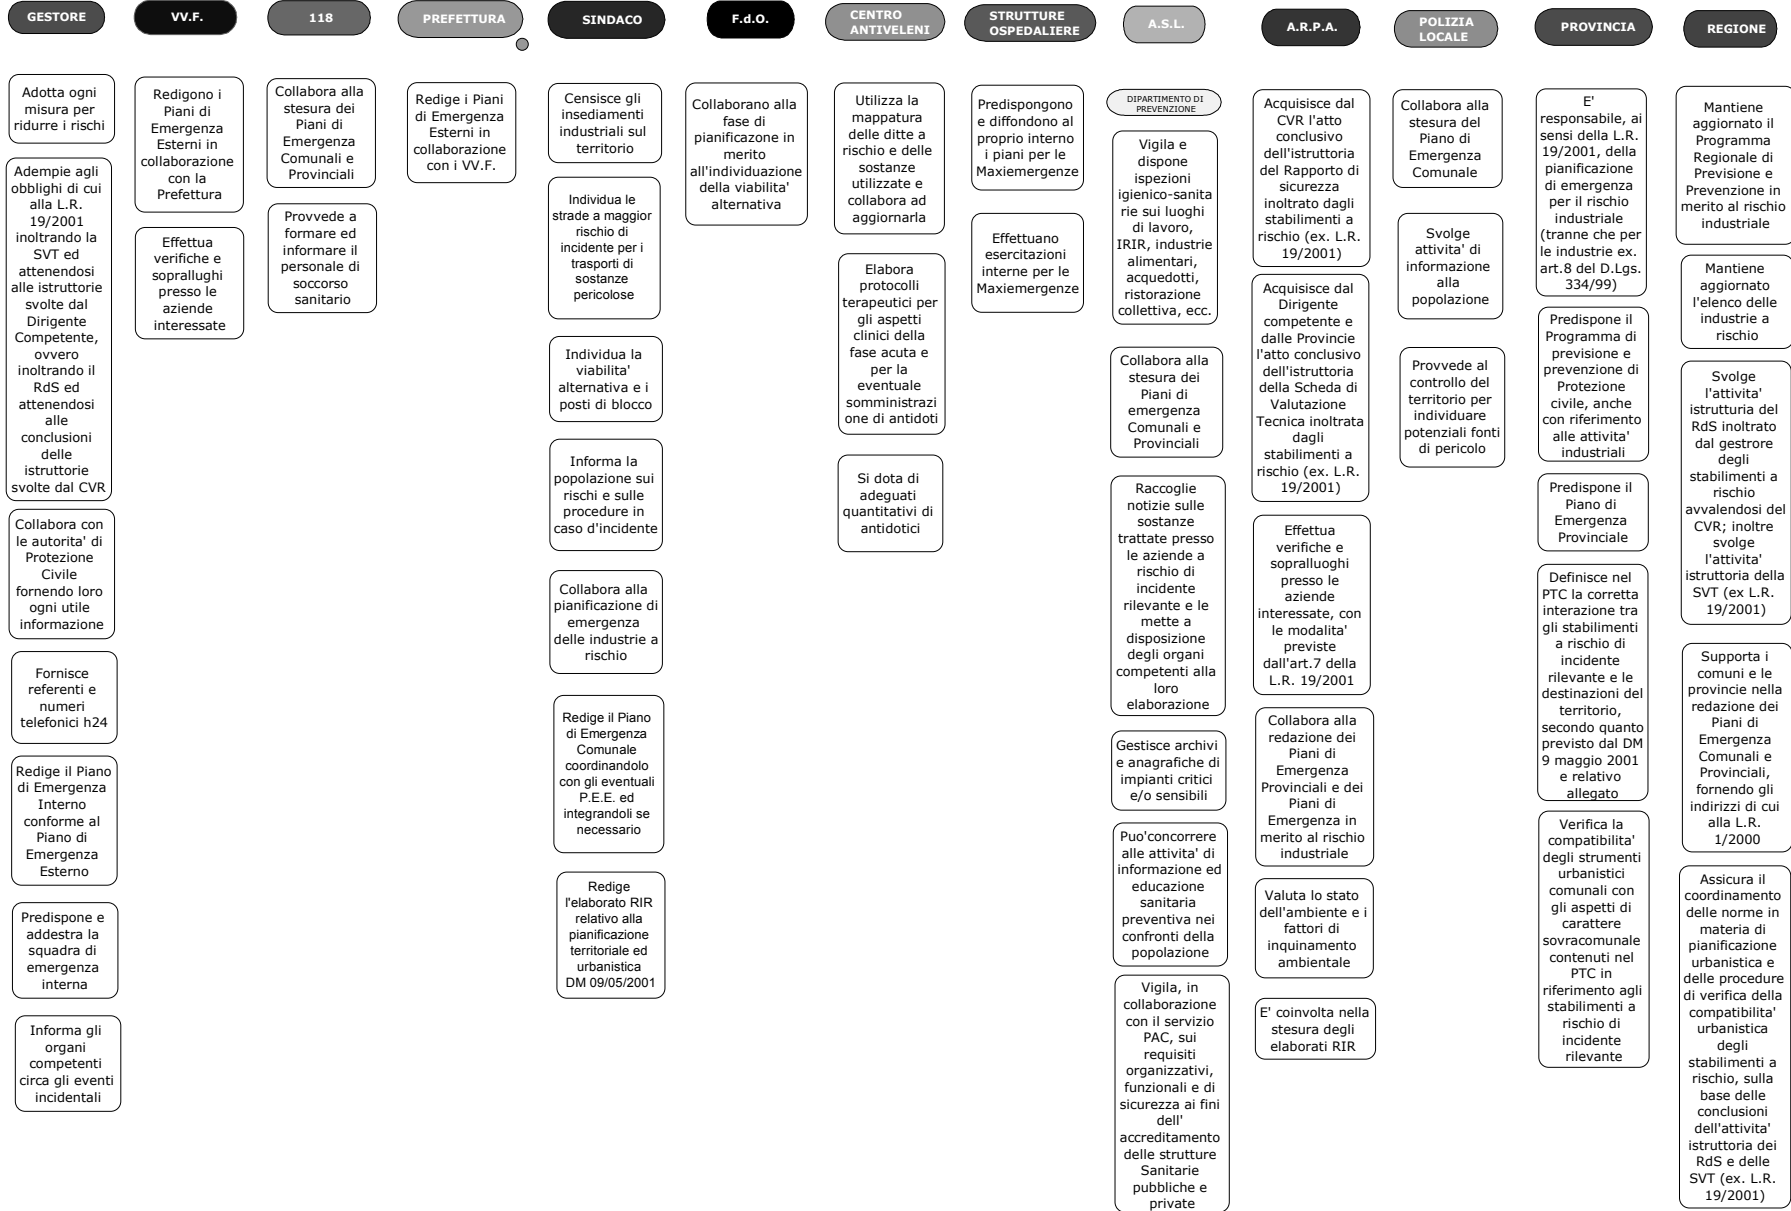 GESTORE
VV.F.
118
PREFETTURA
SINDACO
F.d.O.
CENTRO
ANTIVELENI
STRUTTURE
OSPEDALIERE
A.S.L.
A.R.P.A.
POLIZIA
LOCALE
PROVINCIA
REGIONE
Adotta ogni
misura per
ridurre i rischi
Adempie agli
obblighi di cui
alla L.R.
19/2001
inoltrando la
SVT ed
attenendosi
alle istruttorie
svolte dal
Dirigente
Competente,
ovvero
inoltrando il
RdS ed
attenendosi
alle
conclusioni
delle
istruttorie
svolte dal CVR
Collabora con
le autorita' di
Protezione
Civile
fornendo loro
ogni utile
informazione
Fornisce
referenti e
numeri
telefonici h24
Redige il Piano
di Emergenza
Interno
conforme al
Piano di
Emergenza
Esterno
Predispone e
addestra la
squadra di
emergenza
interna
Informa gli
organi
competenti
circa gli eventi
incidentali
Redigono i
Piani di
Emergenza
Esterni in
collaborazione
con la
Prefettura
Effettua
verifiche e
soprallughi
presso le
aziende
interessate
Collabora alla
stesura dei
Piani di
Emergenza
Comunali e
Provinciali
Provvede a
formare ed
informare il
personale di
soccorso
sanitario
Redige i Piani
di Emergenza
Esterni in
collaborazione
con i VV.F.
Censisce gli
insediamenti
industriali sul
territorio
Individua le
strade a maggior
rischio di
incidente per i
trasporti di
sostanze
pericolose
Individua la
viabilita'
alternativa e i
posti di blocco
Informa la
popolazione sui
rischi e sulle
procedure in
caso d'incidente
Collabora alla
pianificazione di
emergenza
delle industrie a
rischio
Redige il Piano
di Emergenza
Comunale
coordinandolo
con gli eventuali
P.E.E. ed
integrandoli se
necessario
Redige
l'elaborato RIR
relativo alla
pianificazione
territoriale ed
urbanistica
DM 09/05/2001
Collaborano alla
fase di
pianificazone in
merito
all'individuazione
della viabilita'
alternativa
Utilizza la
mappatura
delle ditte a
rischio e delle
sostanze
utilizzate e
collabora ad
aggiornarla
Elabora
protocolli
terapeutici per
gli aspetti
clinici della
fase acuta e
per la
eventuale
somministrazi
one di antidoti
Si dota di
adeguati
quantitativi di
antidotici
Predispongono
e diffondono al
proprio interno
i piani per le
Maxiemergenze
Effettuano
esercitazioni
interne per le
Maxiemergenze
DIPARTIMENTO DI
PREVENZIONE
Vigila e
dispone
ispezioni
igienico-sanita
rie sui luoghi
di lavoro,
IRIR, industrie
alimentari,
acquedotti,
ristorazione
collettiva, ecc.
Collabora alla
stesura dei
Piani di
emergenza
Comunali e
Provinciali
Raccoglie
notizie sulle
sostanze
trattate presso
le aziende a
rischio di
incidente
rilevante e le
mette a
disposizione
degli organi
competenti alla
loro
elaborazione
Gestisce archivi
e anagrafiche di
impianti critici
e/o sensibili
Puo'concorrere
alle attivita' di
informazione ed
educazione
sanitaria
preventiva nei
confronti della
popolazione
Vigila, in
collaborazione
con il servizio
PAC, sui
requisiti
organizzativi,
funzionali e di
sicurezza ai fini
dell'
accreditamento
delle strutture
Sanitarie
pubbliche e
private
Acquisisce dal
CVR l'atto
conclusivo
dell'istruttoria
del Rapporto di
sicurezza
inoltrato dagli
stabilimenti a
rischio (ex. L.R.
19/2001)
Acquisisce dal
Dirigente
competente e
dalle Provincie
l'atto conclusivo
dell'istruttoria
della Scheda di
Valutazione
Tecnica inoltrata
dagli
stabilimenti a
rischio (ex. L.R.
19/2001)
Effettua
verifiche e
sopralluoghi
presso le
aziende
interessate, con
le modalita'
previste
dall'art.7 della
L.R. 19/2001
Collabora alla
redazione dei
Piani di
Emergenza
Provinciali e dei
Piani di
Emergenza in
merito al rischio
industriale
Valuta lo stato
dell'ambiente e i
fattori di
inquinamento
ambientale
E' coinvolta nella
stesura degli
elaborati RIR
Collabora alla
stesura del
Piano di
Emergenza
Comunale
Svolge
attivita' di
informazione
alla
popolazione
Provvede al
controllo del
territorio per
individuare
potenziali fonti
di pericolo
E'
responsabile, ai
sensi della L.R.
19/2001, della
pianificazione
di emergenza
per il rischio
industriale
(tranne che per
le industrie ex.
art.8 del D.Lgs.
334/99)
Predispone il
Programma di
previsione e
prevenzione di
Protezione
civile, anche
con riferimento
alle attivita'
industriali
Predispone il
Piano di
Emergenza
Provinciale
Definisce nel
PTC la corretta
interazione tra
gli stabilimenti
a rischio di
incidente
rilevante e le
destinazioni del
territorio,
secondo quanto
previsto dal DM
9 maggio 2001
e relativo
allegato
Verifica la
compatibilita'
degli strumenti
urbanistici
comunali con
gli aspetti di
carattere
sovracomunale
contenuti nel
PTC in
riferimento agli
stabilimenti a
rischio di
incidente
rilevante
Mantiene
aggiornato il
Programma
Regionale di
Previsione e
Prevenzione in
merito al rischio
industriale
Mantiene
aggiornato
l'elenco delle
industrie a
rischio
Svolge
l'attivita'
istrutturia del
RdS inoltrato
dal gestrore
degli
stabilimenti a
rischio
avvalendosi del
CVR; inoltre
svolge
l'attivita'
istruttoria della
SVT (ex L.R.
19/2001)
Supporta i
comuni e le
provincie nella
redazione dei
Piani di
Emergenza
Comunali e
Provinciali,
fornendo gli
indirizzi di cui
alla L.R.
1/2000
Assicura il
coordinamento
delle norme in
materia di
pianificazione
urbanistica e
delle procedure
di verifica della
compatibilita'
urbanistica
degli
stabilimenti a
rischio, sulla
base delle
conclusioni
dell'attivita'
istruttoria dei
RdS e delle
SVT (ex. L.R.
19/2001)